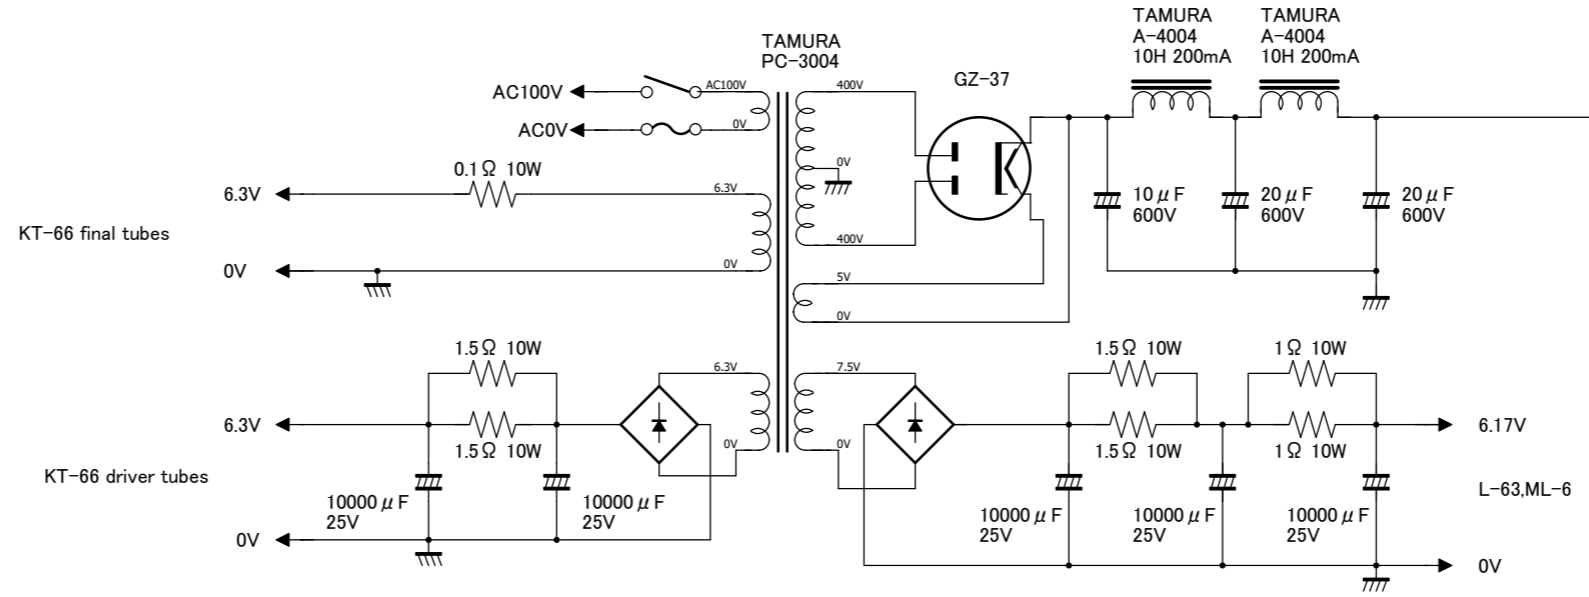 TAMURA
A-4004
10H 200mA
TAMURA
A-4004
10H 200mA
TAMURA
PC-3004
GZ-37
AC100V
AC100V
400V
AC0V
0V
0V
0.1Ω 10W
6.3V
6.3V
10μF
600V
20μF
600V
20μF
600V
KT-66 final tubes
400V
0V
0V
5V
0V
1.5Ω 10W
6.3V
7.5V
1.5Ω 10W
1Ω 10W
6.3V
1.5Ω 10W
0V
0V
1.5Ω 10W
1Ω 10W
6.17V
KT-66 driver tubes
10000μF
25V
10000μF
25V
10000μF
25V
10000μF
25V
10000μF
25V
L-63,ML-6
0V
0V